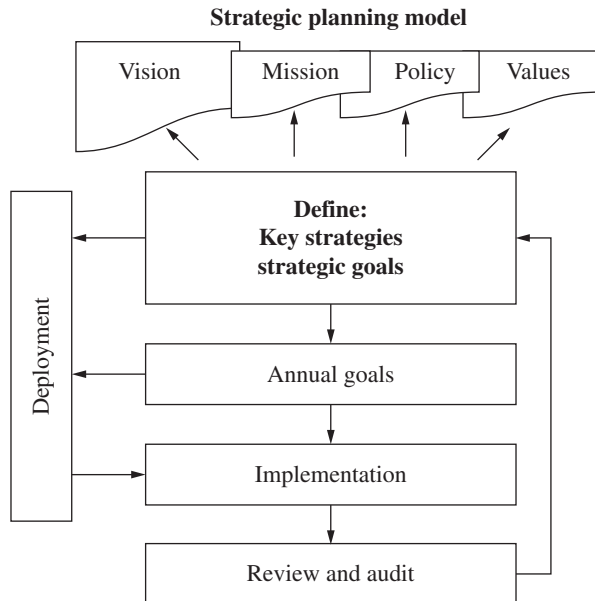 Strategic planning model
Vision
Mission
Policy
Values
Define:
Key strategies
strategic goals
Deployment
Annual goals
Implementation
Review and audit